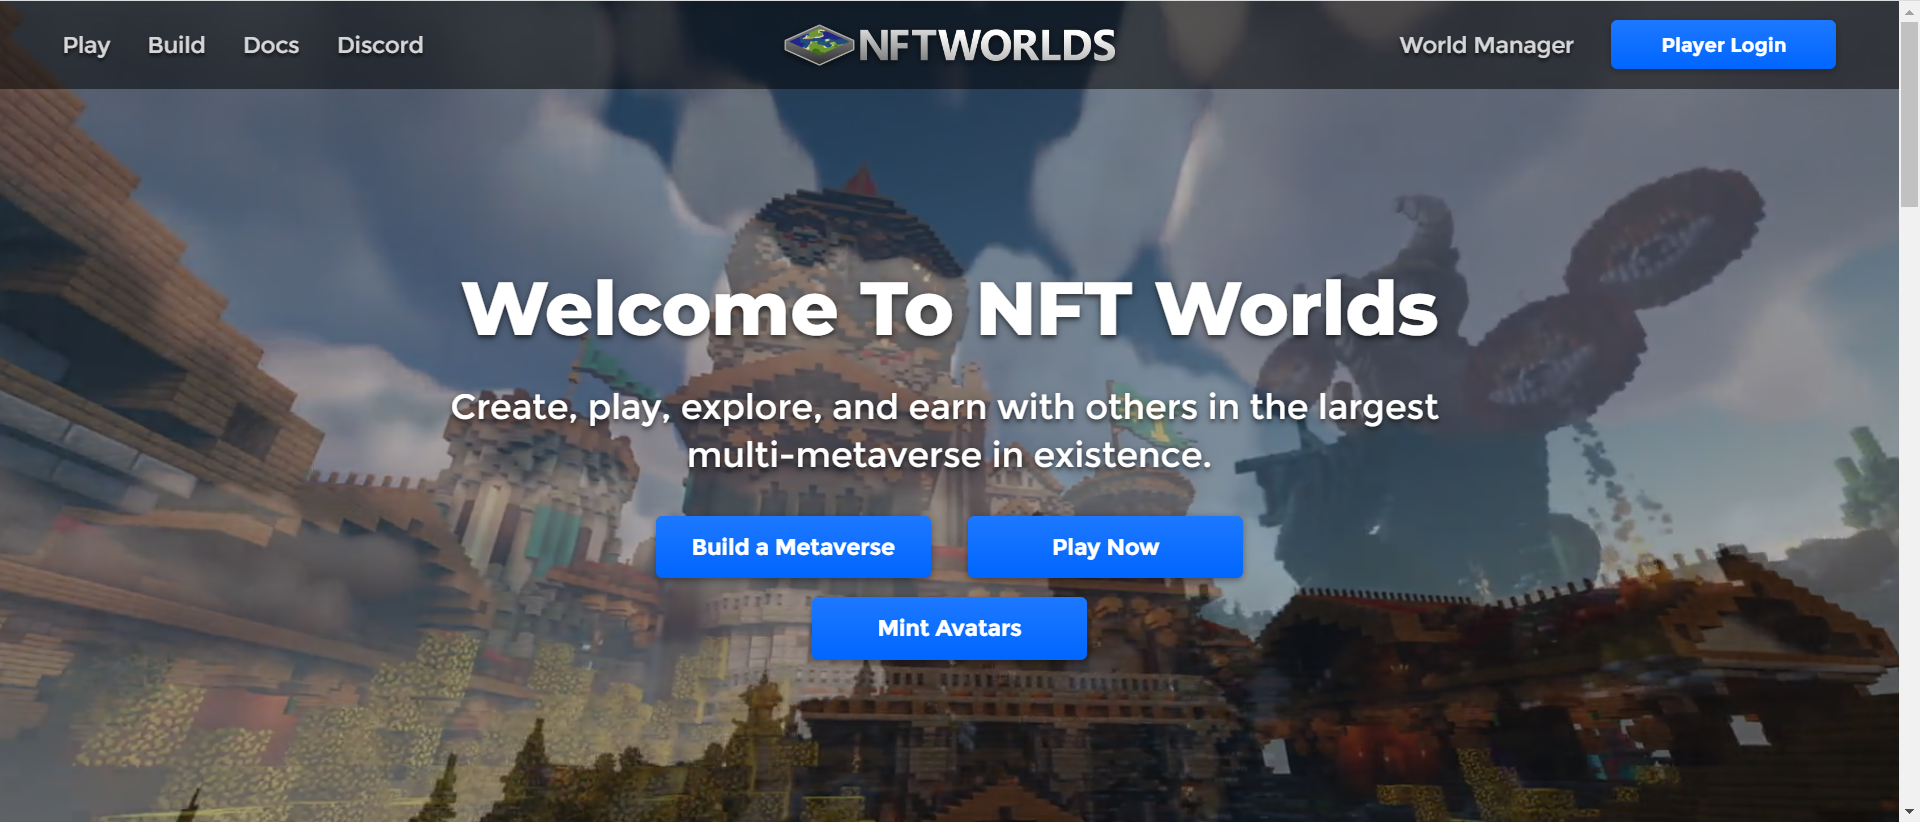 Play Build Docs Discord NFTWORLDS World Manager Player Login
Welcome To NFT Worlds
Create, play, explore, and earn with others in the largest
multi-metaverse in existence.
Build a Metaverse Play Now
Mint Avatars